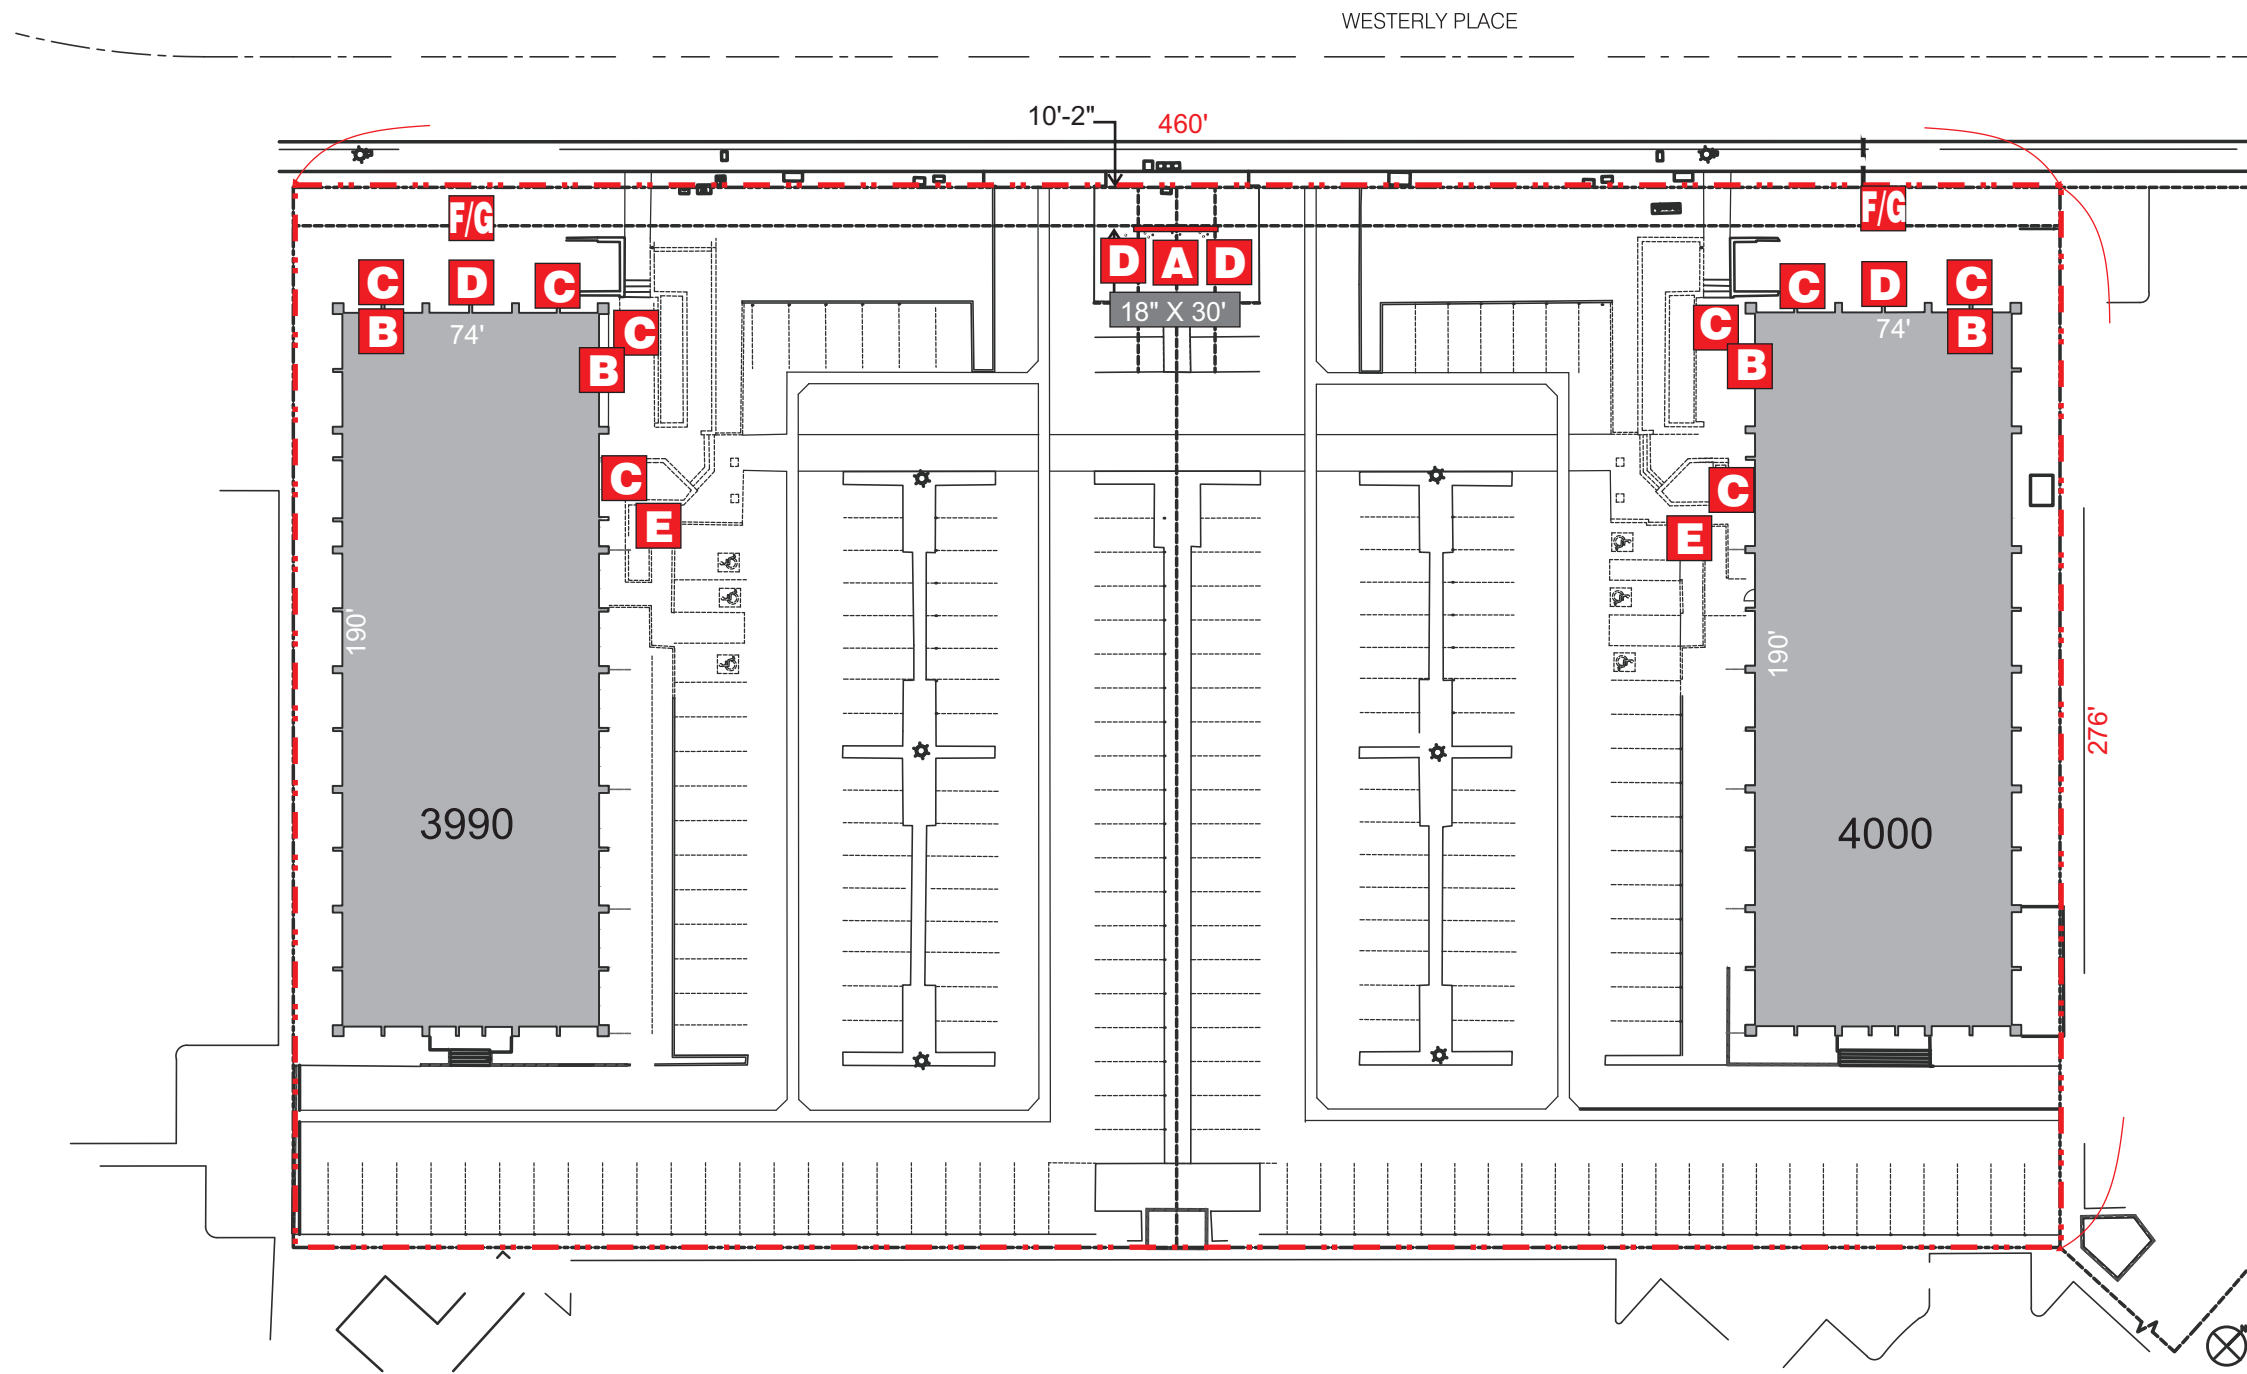 WESTERLY PLACE
10'-2"
460'
F/G
F/G
D A D
C D C
C D C
18" X 30'
B
74'
C
B
C
74'
B
B
C
C
E
E
190'
190'
276'
3990
4000
N